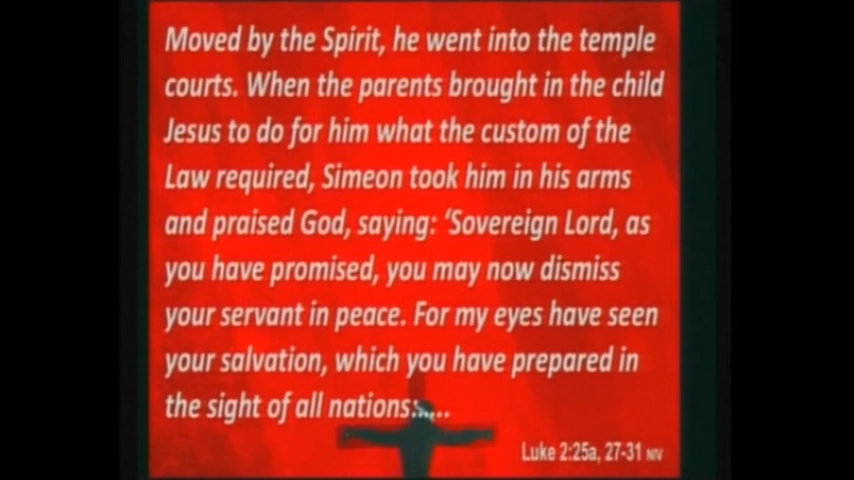 Moved by the Spirit, he went into the temple
courts. When the parents brought in the child
Jesus to do for him what the custom of the
Law required, Simeon took him in his arms
and praised God, saying: ‘Sovereign Lord, as
you have promised, you may now dismiss
your servant in peace. For my eyes have seen
your salvation, which you have prepared in
the sight of all nations:.....
Luke 2:25a, 27-31 NIV